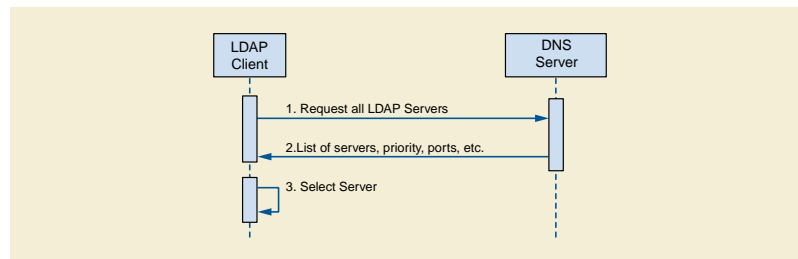 LDAP
Client
DNS
Server
1. Request all LDAP Servers
2.List of servers, priority, ports, etc.
3. Select Server